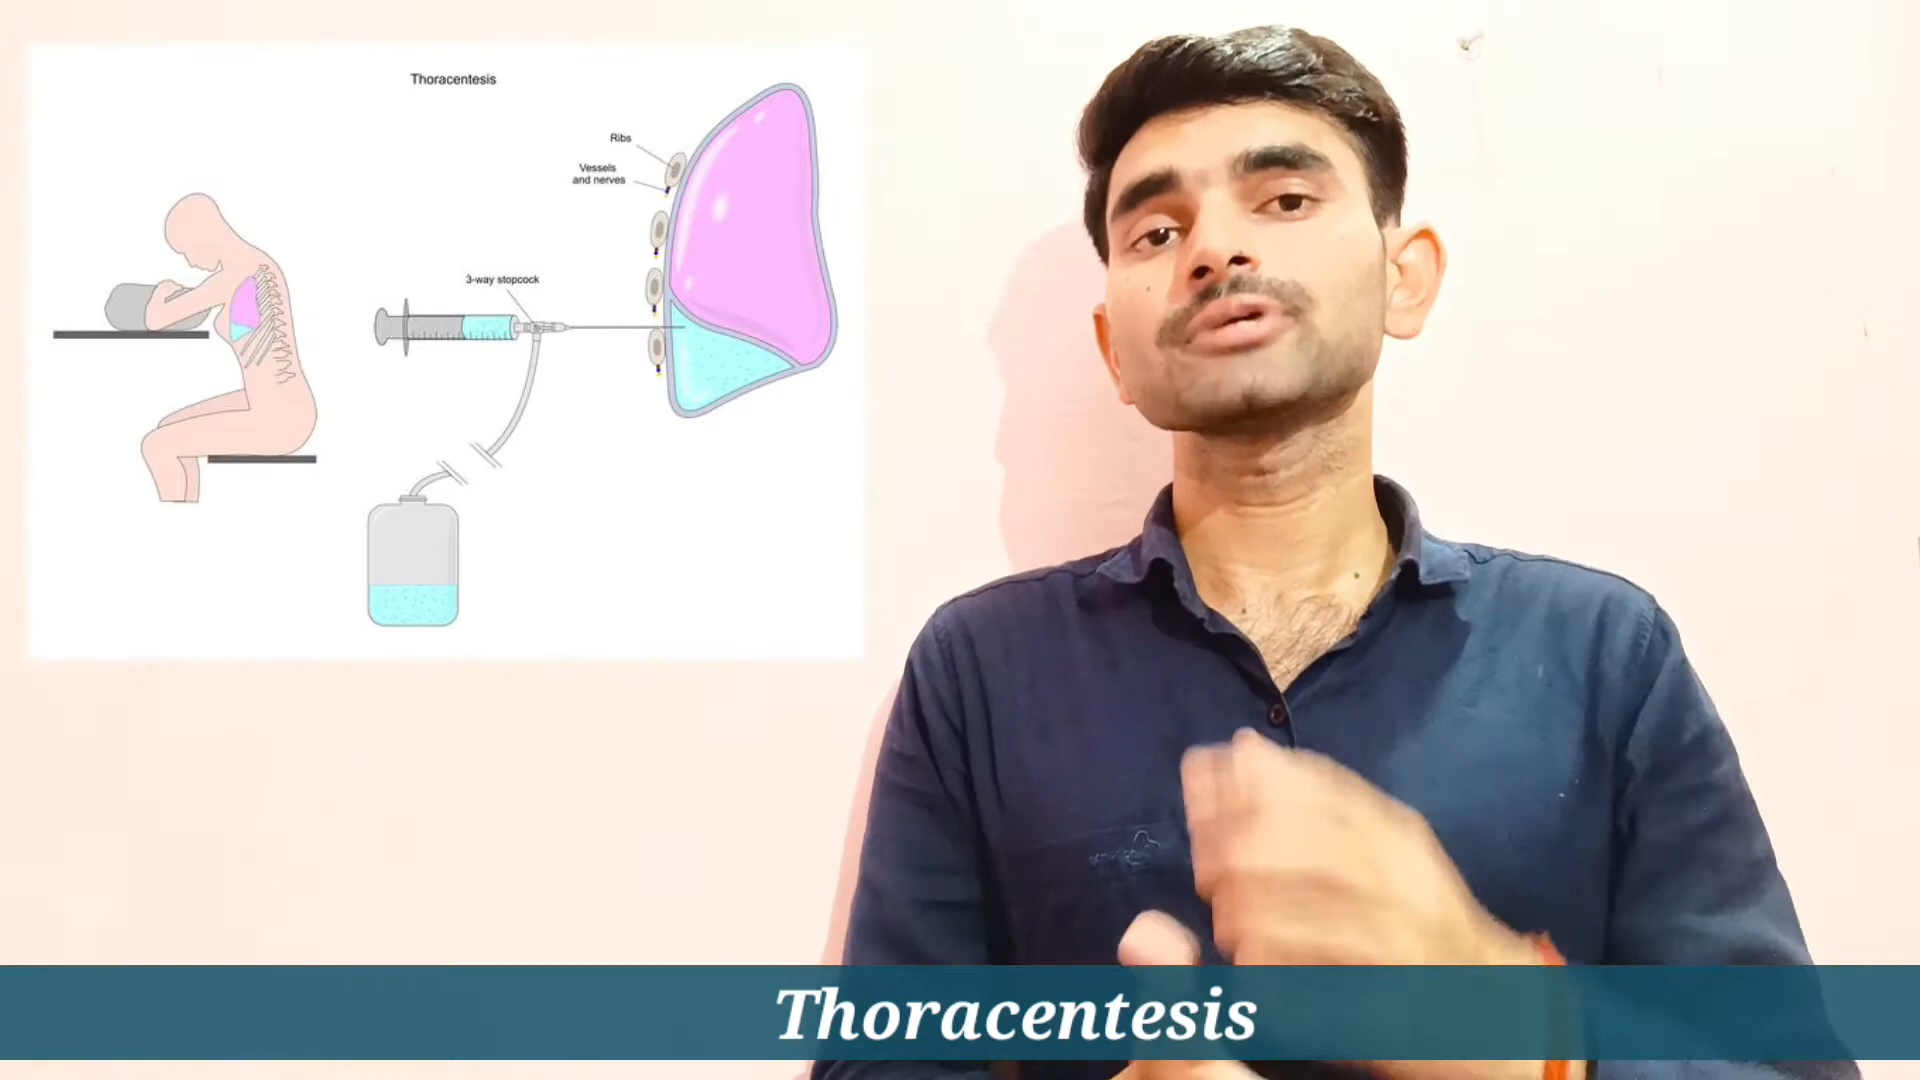 Thoracentesis
Ribs
Vessels
and nerves
3-way stopcock
Thoracentesis